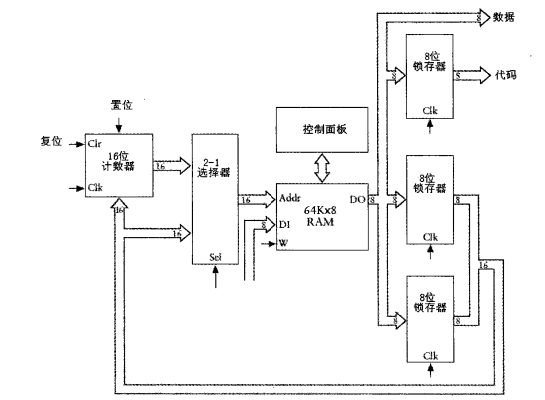 数据
8位
锁存器
8
8
代码
Clk
置位
复位
Clr
16位
计数器
Clk
16
16
2-1
选择器
16
Sel
控制面板
16
Addr
DO
8
64Kx8
RAM
8
DI
W
8位
锁存器
8
8
Clk
16
8位
锁存器
8
8
Clk